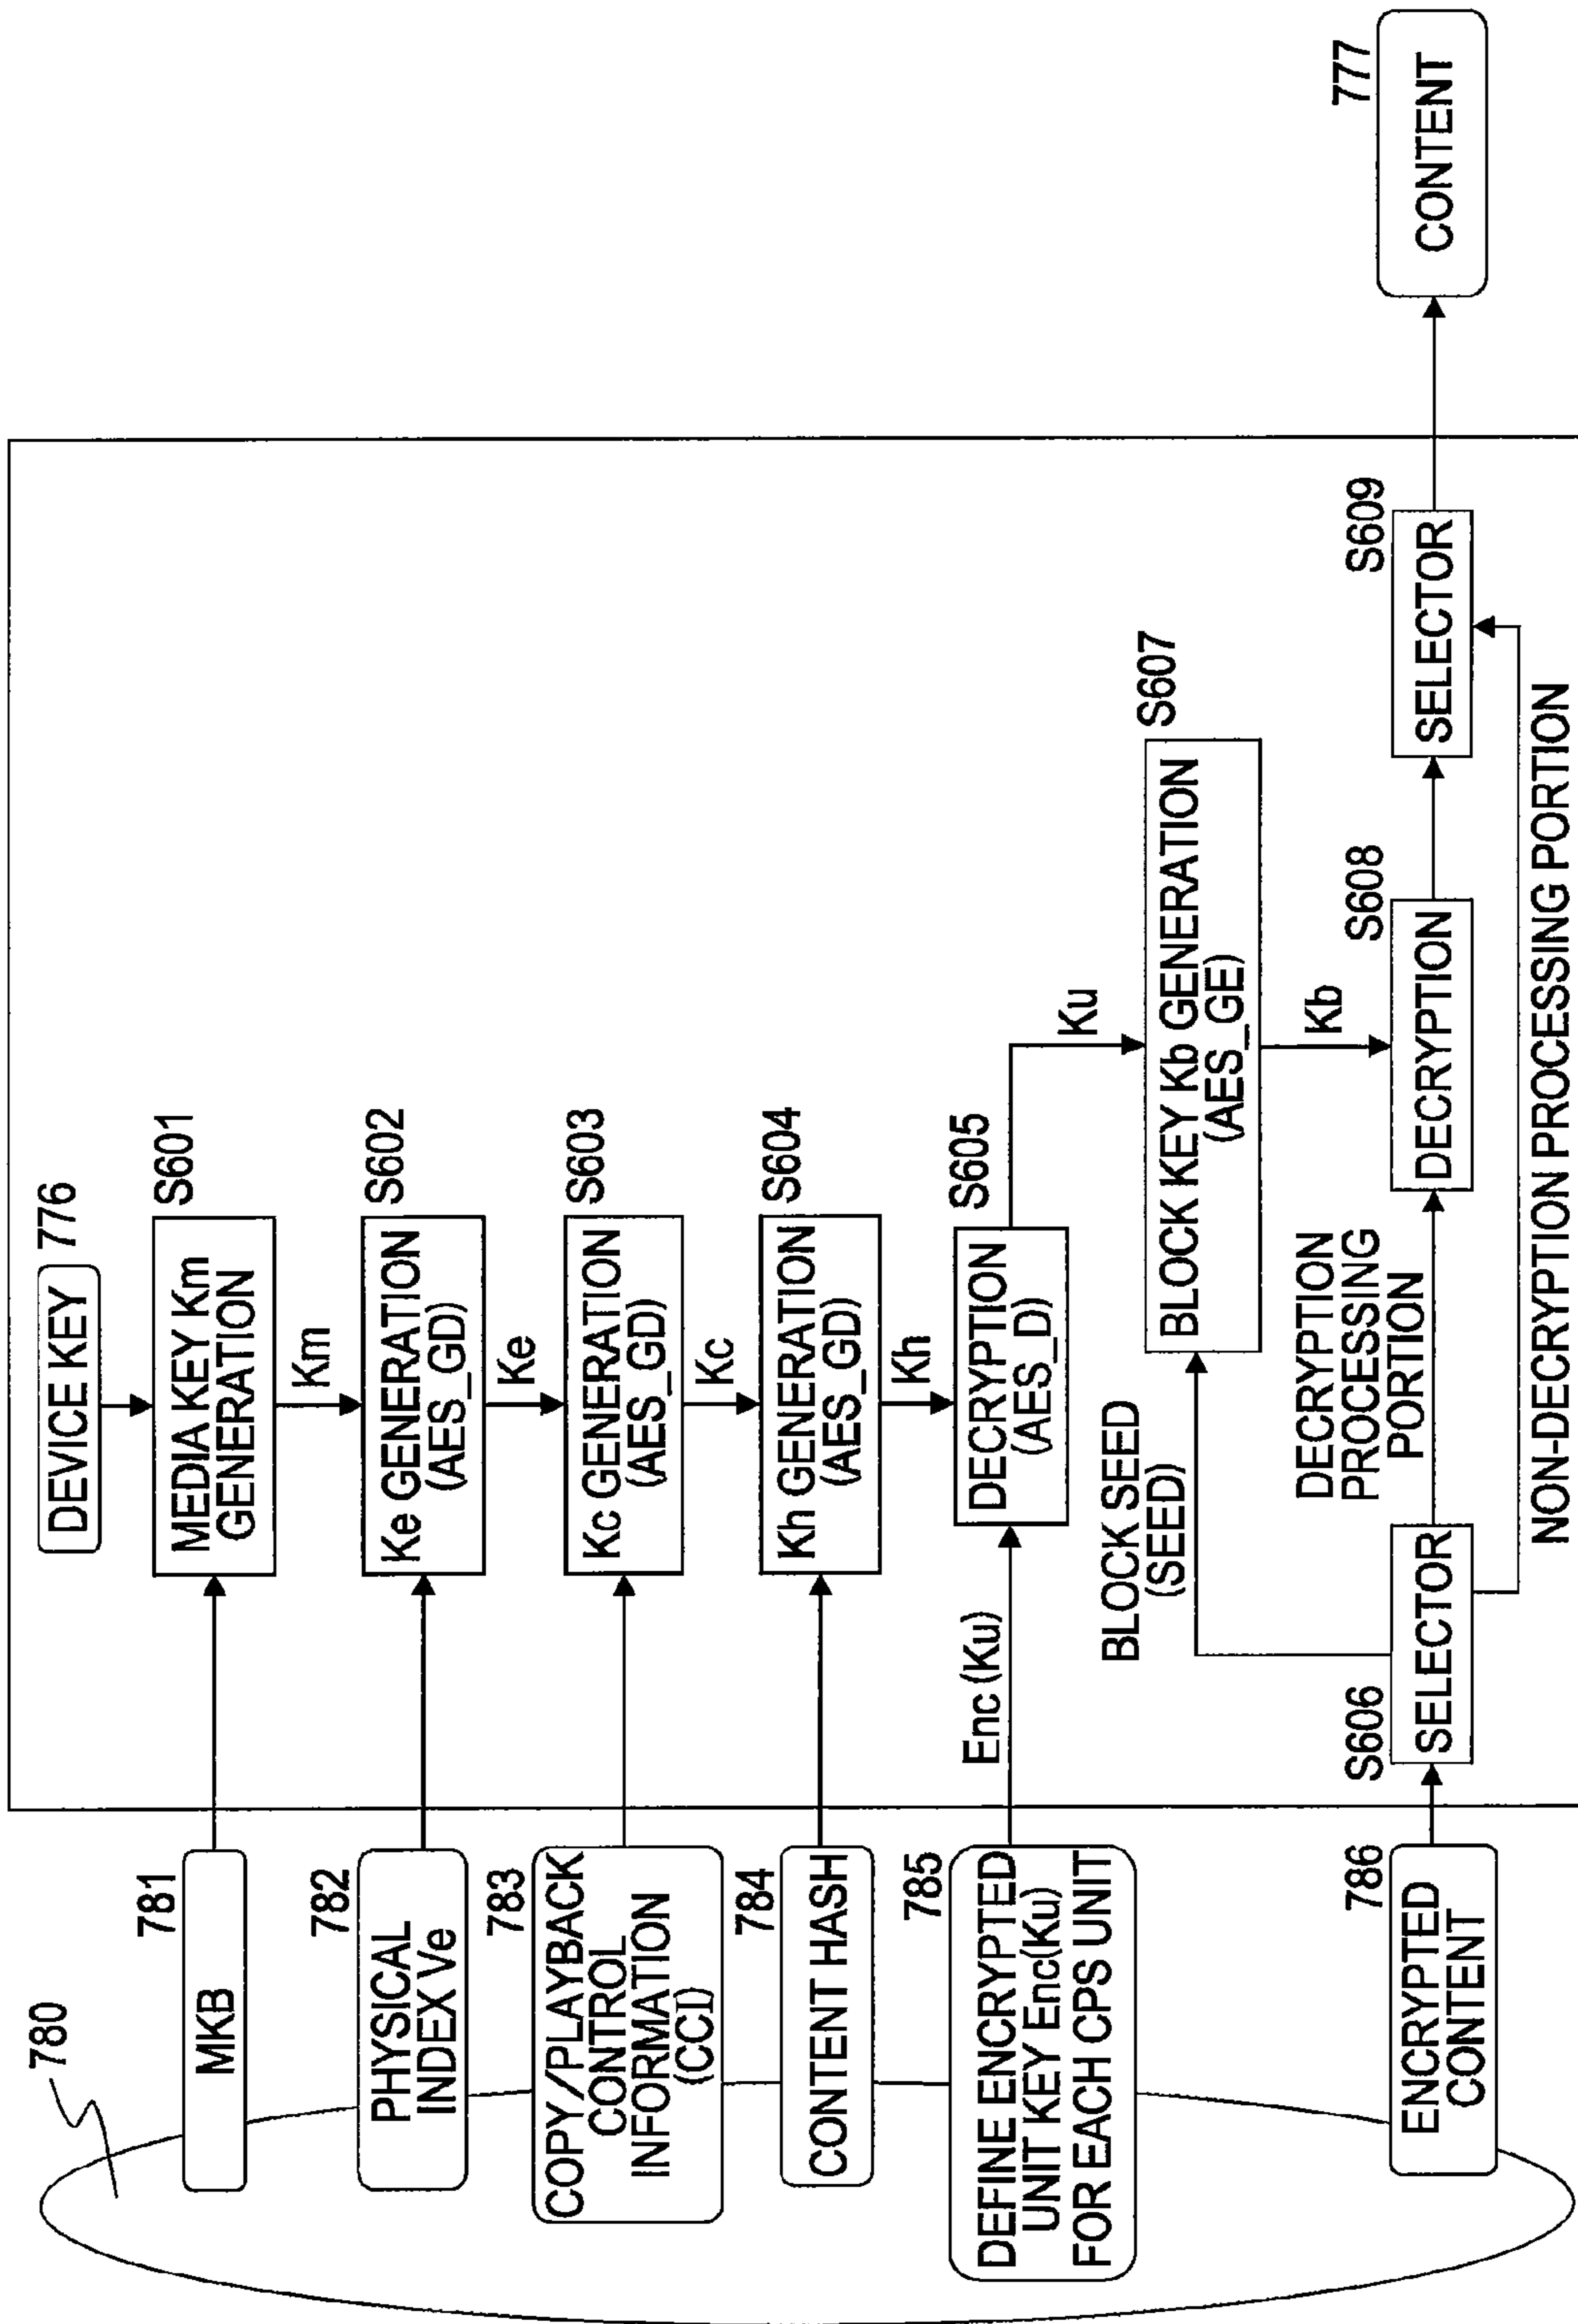 780
781
MKB
782
PHYSICAL
INDEX Ve
783
COPY/PLAYBACK
CONTROL
INFORMATION
(CCI)
784
CONTENT HASH
785
DEFINE ENCRYPTED
UNIT KEY Enc(Ku)
FOR EACH CPS UNIT
786
ENCRYPTED
CONTENT
DEVICE KEY
776
S601
MEDIA KEY Km
GENERATION
Km
S602
Ke GENERATION
(AES_GD)
Ke
S603
Kc GENERATION
(AES_GD)
Kc
S604
Kh GENERATION
(AES_GD)
Kh
Enc (Ku)
S605
DECRYPTION
(AES_D)
Ku
BLOCK SEED
(SEED)
S607
BLOCK KEY Kb GENERATION
(AES_GE)
Kb
S606
SELECTOR
DECRYPTION
PROCESSING
PORTION
S608
DECRYPTION
S609
SELECTOR
NON-DECRYPTION PROCESSING PORTION
777
CONTENT